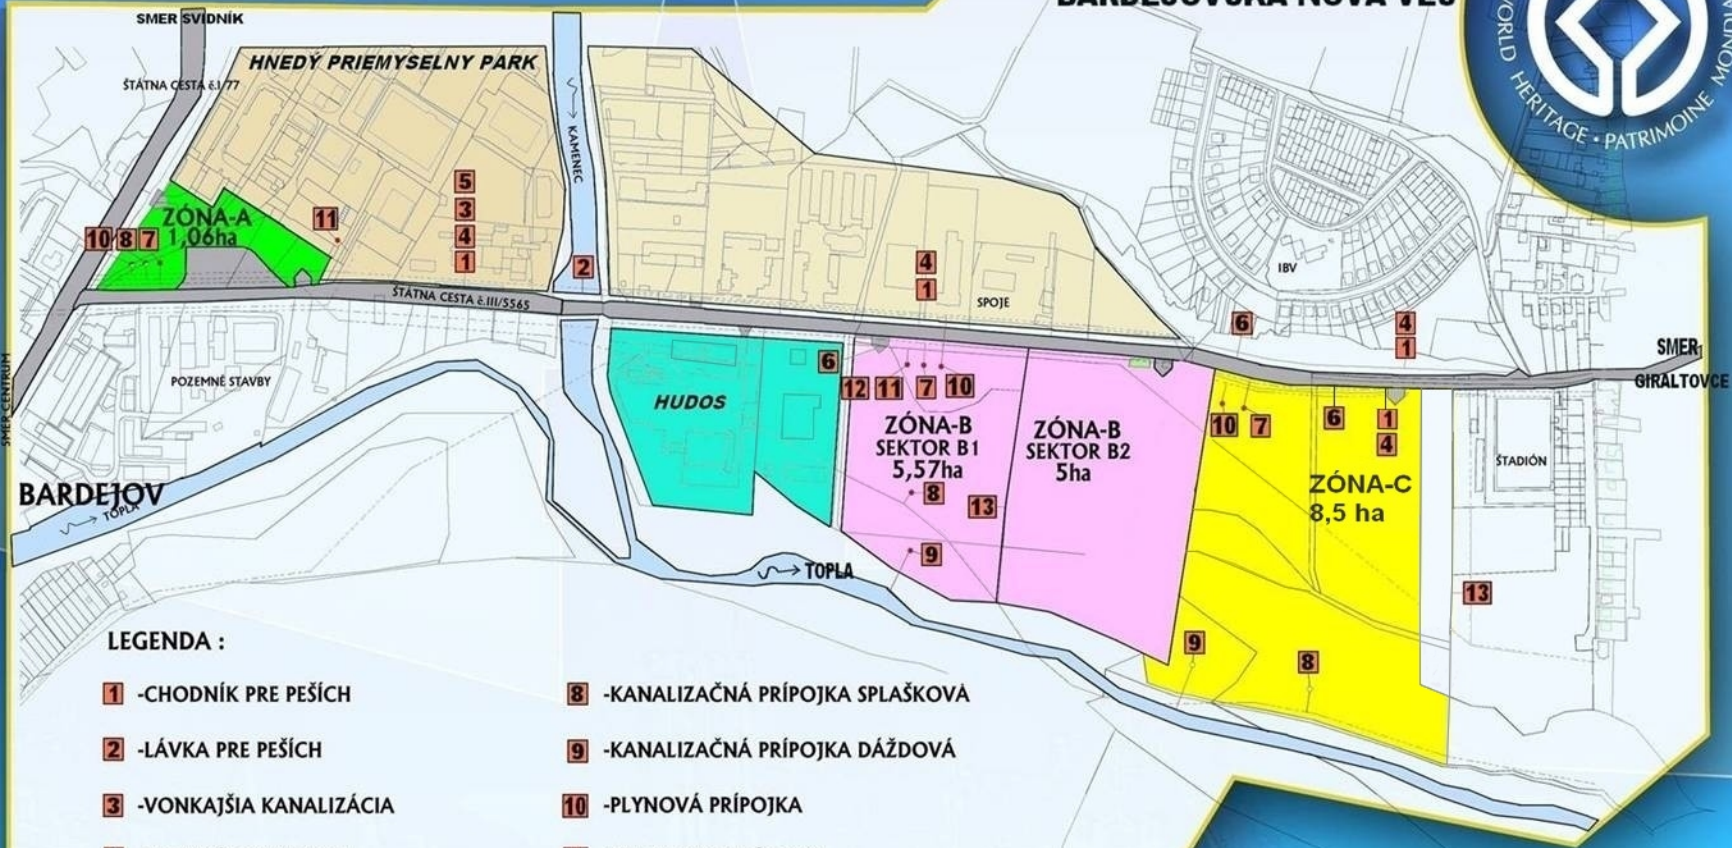 BARDEJOVSKÁ NOVÁ VES
WORLD HERITAGE • PATRIMOINE
SMER SVIDNÍK
ŠTÁTNA CESTA č.I/77
HNEDÝ PRIEMYSELNY PARK
KAMENEC
ZÓNA-A
1,06ha
10 8 7
11
5
3
4
1
2
ŠTÁTNA CESTA č.III/5565
4
1
SPOJE
IBV
6
4
1
SMER
GIRALTOVCE
SMER CENTRUM
POZEMNÉ STAVBY
HUDOS
6
12 11 7 10
ZÓNA-B
SEKTOR B1
5,57ha
8
13
9
ZÓNA-B
SEKTOR B2
5ha
10 7
6
1
4
ZÓNA-C
8,5 ha
ŠTADIÓN
13
9
8
BARDEJOV
TOPLA
TOPLA
LEGENDA :
1 -CHODNÍK PRE PEŠÍCH
2 -LÁVKA PRE PEŠÍCH
3 -VONKAJŠIA KANALIZÁCIA
8 -KANALIZAČNÁ PRÍPOJKA SPLAŠKOVÁ
9 -KANALIZAČNÁ PRÍPOJKA DÁŽDOVÁ
10 -PLYNOVÁ PRÍPOJKA